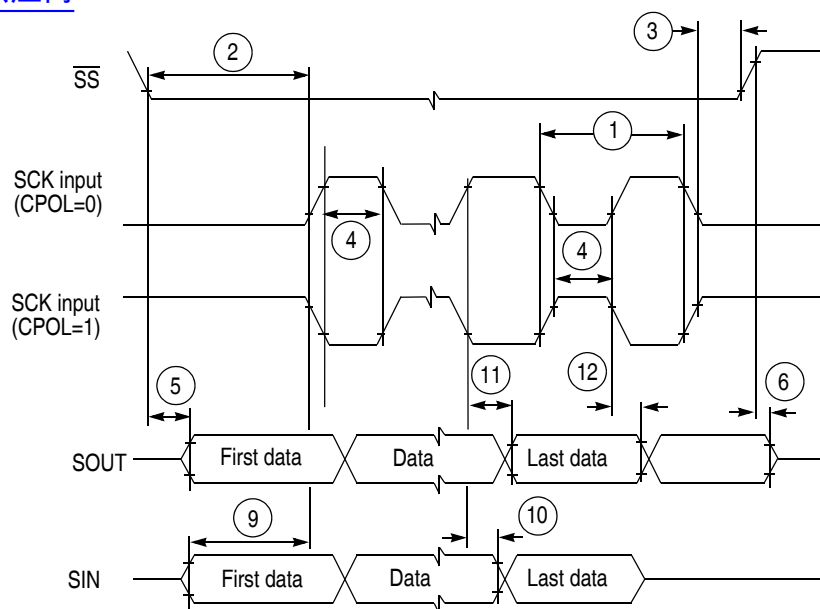 2
3
SS
1
SCK input
(CPOL=0)
4
4
SCK input
(CPOL=1)
5
11
12
6
SOUT
First data
Data
Last data
9
10
SIN
First data
Data
Last data